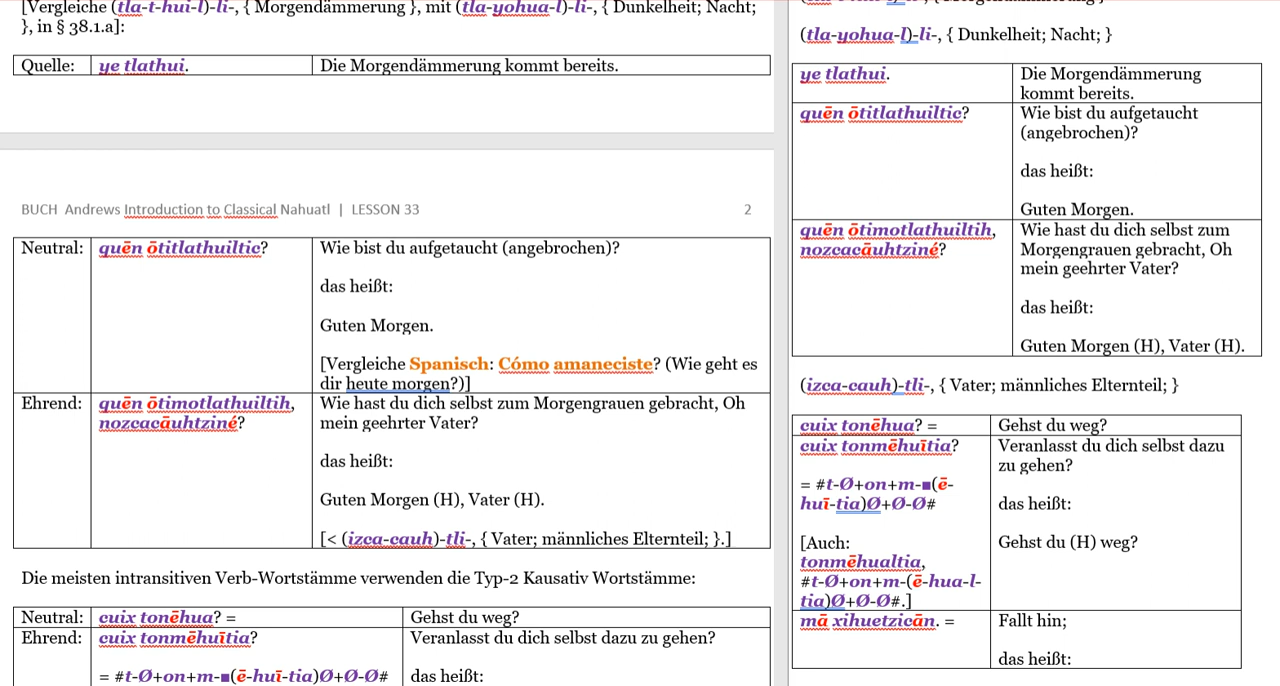 [Vergleiche (tla-t-hui-l)-li-, { Morgendämmerung }, mit (tla-yohua-l)-li-, { Dunkelheit; Nacht;
}, in § 38.1.a]:
Quelle: ye tlathui. Die Morgendämmerung kommt bereits.
BUCH Andrews Introduction to Classical Nahuatl | LESSON 33 2
Neutral: quēn ōtitlathuiltic? Wie bist du aufgetaucht (angebrochen)?
das heißt:
Guten Morgen.
[Vergleiche Spanisch: Cómo amaneciste? (Wie geht es
dir heute morgen?)]
Ehrend: quēn ōtimotlathuiltih, Wie hast du dich selbst zum Morgengrauen gebracht, Oh
nozcacāuhtziné? mein geehrter Vater?
das heißt:
Guten Morgen (H), Vater (H).
[< (izca-cauh)-tli-, { Vater; männliches Elternteil; }.]
Die meisten intransitiven Verb-Wortstämme verwenden die Typ-2 Kausativ Wortstämme:
Neutral: cuix tonēhua? = Gehst du weg?
Ehrend: cuix tonmēhuītia? Veranlasst du dich selbst dazu zu gehen?
= #t-Ø+on+m-■(ē-huī-tia)Ø+Ø-Ø# das heißt:
(tla-yohua-l)-li-, { Dunkelheit; Nacht; }
ye tlathui. Die Morgendämmerung
kommt bereits.
quēn ōtitlathuiltic? Wie bist du aufgetaucht
(angebrochen)?
das heißt:
Guten Morgen.
quēn ōtimotlathuiltih, Wie hast du dich selbst zum
nozcacāuhtziné? Morgengrauen gebracht, Oh
mein geehrter Vater?
das heißt:
Guten Morgen (H), Vater (H).
(izca-cauh)-tli-, { Vater; männliches Elternteil; }
cuix tonēhua? = Gehst du weg?
cuix tonmēhuītia? Veranlasst du dich selbst dazu
zu gehen?
= #t-Ø+on+m-■(ē-
huī-tia)Ø+Ø-Ø# das heißt:
[Auch: Gehst du (H) weg?
tonmēhualtia,
#t-Ø+on+m-(ē-hua-l-
tia)Ø+Ø-Ø#.]
mā xihuetzicān. = Fallt hin;
das heißt: